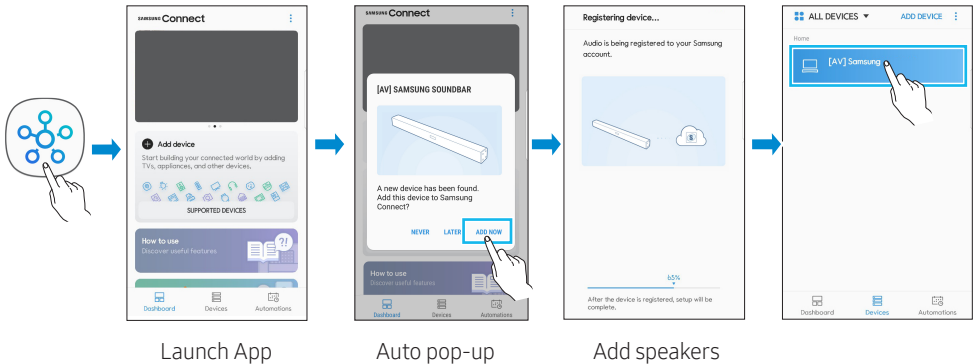 SAMSUNG Connect
Add device
Start building your connected world by adding
TVs, appliances, and other devices.
SUPPORTED DEVICES
How to use
Discover useful features
?!
Dashboard
Devices
Automations
Launch App
SAMSUNG Connect
[AV] SAMSUNG SOUNDBAR
A new device has been found.
Add this device to Samsung
Connect?
NEVER
LATER
ADD NOW
How to use
Discover useful features
Dashboard
Devices
Automations
Auto pop-up
Registering device...
Audio is being registered to your Samsung
account.
65%
After the device is registered, setup will be
complete.
Add speakers
ALL DEVICES
ADD DEVICE
Home
[AV] Samsung
Dashboard
Devices
Automations